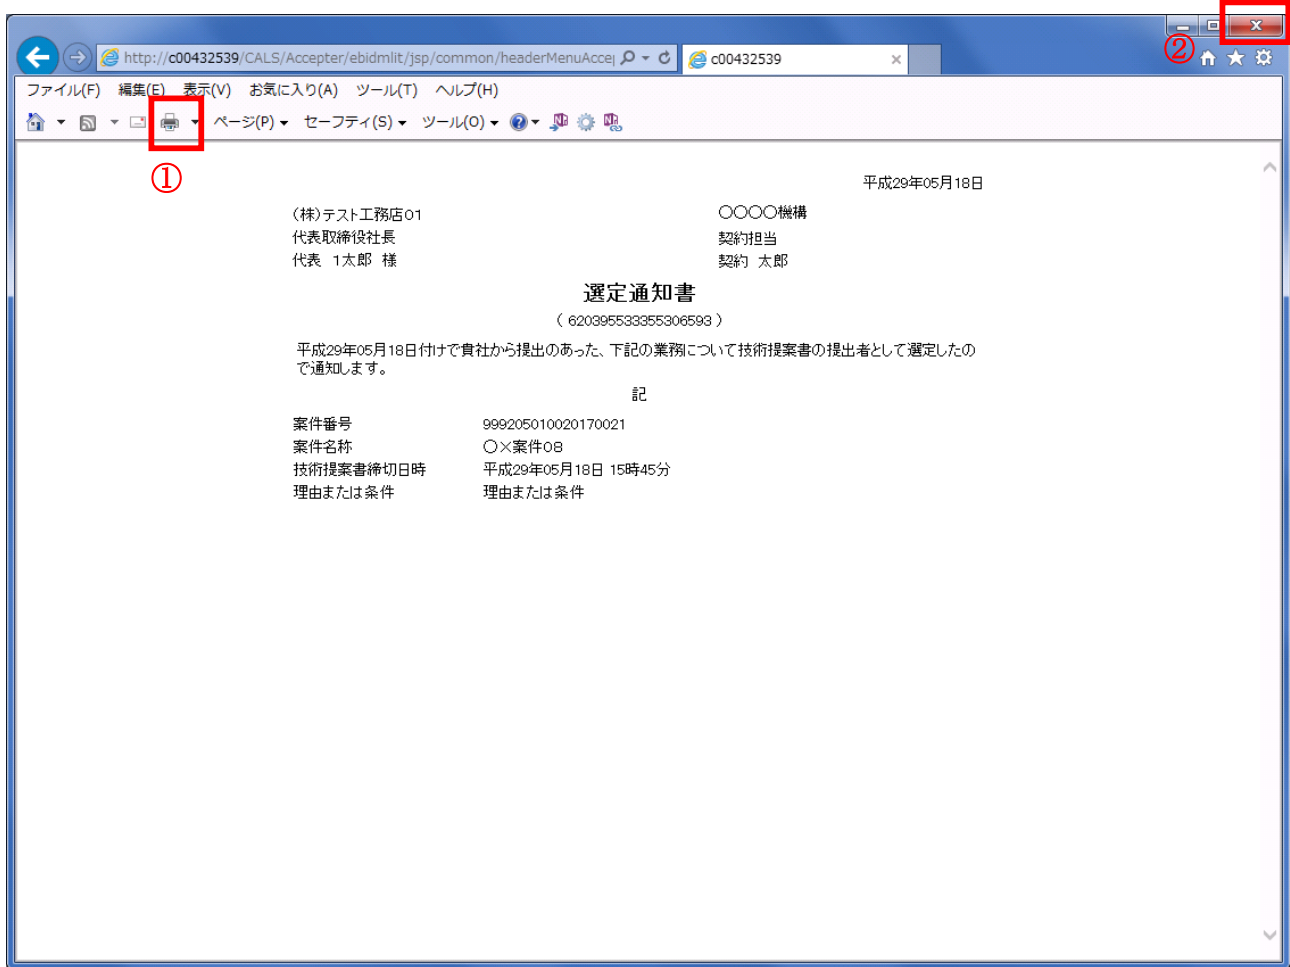 ②
http://c00432539/CALS/Accepter/ebidmlit/jsp/common/headerMenuAccep
c00432539
ファイル(F) 編集(E) 表示(V) お気に入り(A) ツール(T) ヘルプ(H)
ページ(P) セーフティ(S) ツール(O)
①
平成29年05月18日
(株)テスト工務店01
〇〇〇〇機構
代表取締役社長
契約担当
代表 1太郎 様
契約 太郎
選定通知書
( 620395533355306593 )
平成29年05月18日付けで貴社から提出のあった、下記の業務について技術提案書の提出者として選定したの
で通知します。
記
案件番号 999205010020170021
案件名称 〇×案件08
技術提案書締切日時 平成29年05月18日 15時45分
理由または条件 理由または条件